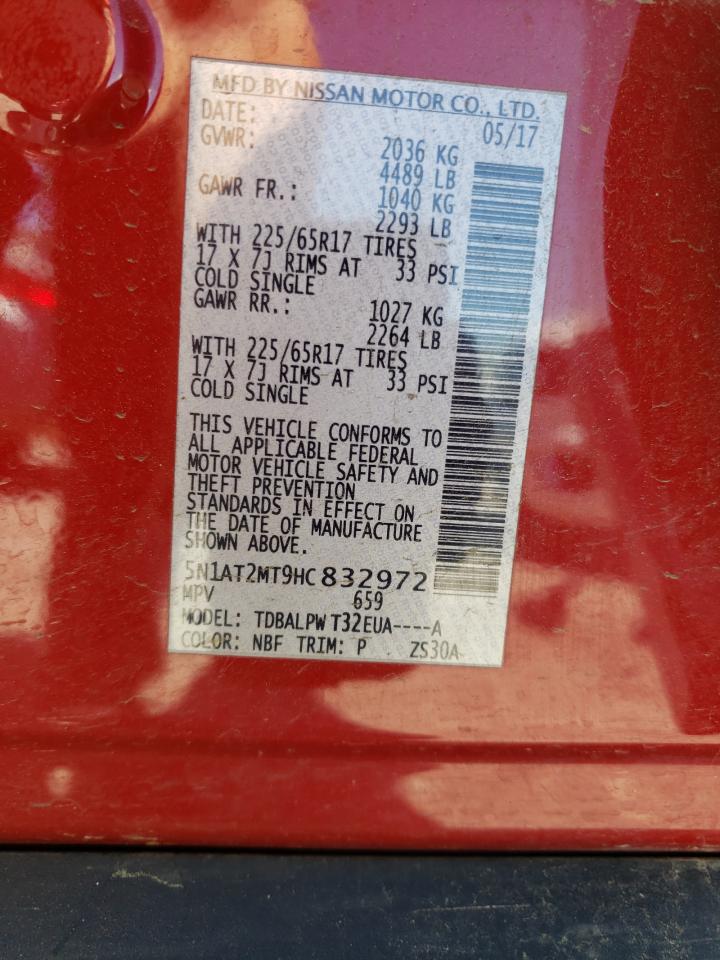 MFD BY NISSAN MOTOR CO., LTD.
DATE: 05/17
GVWR: 2036 KG
4489 LB
GAWR FR.: 1040 KG
2293 LB
WITH 225/65R17 TIRES
17 X 7J RIMS AT 33 PSI
COLD SINGLE
GAWR RR.: 1027 KG
2264 LB
WITH 225/65R17 TIRES
17 X 7J RIMS AT 33 PSI
COLD SINGLE
THIS VEHICLE CONFORMS TO
ALL APPLICABLE FEDERAL
MOTOR VEHICLE SAFETY AND
THEFT PREVENTION
STANDARDS IN EFFECT ON
THE DATE OF MANUFACTURE
SHOWN ABOVE.
5N1AT2MT9HC832972
MPV 659
MODEL: TDBALPW T32EUA----A
COLOR: NBF TRIM: P ZS30A